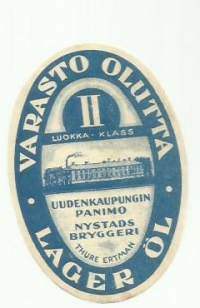 VARASTO OLUTTA
II
LUOKKA - KLASS
UUDENKAUPUNGIN
PANIMO
NYSTADS
BRYGGERI
THURE ERTMAN
LAGER ÖL